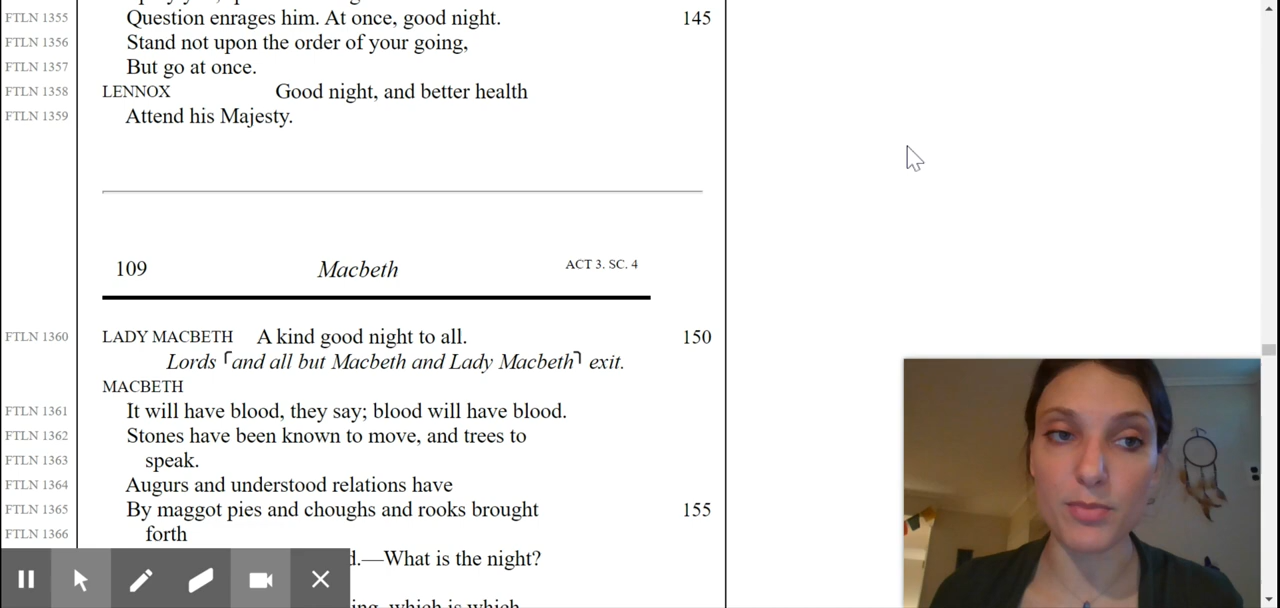 FTLN 1355 Question enrages him. At once, good night. 145
FTLN 1356 Stand not upon the order of your going,
FTLN 1357 But go at once.
FTLN 1358 LENNOX Good night, and better health
FTLN 1359 Attend his Majesty.
109 Macbeth ACT 3. SC. 4
FTLN 1360 LADY MACBETH A kind good night to all. 150
Lords ⌜and all but Macbeth and Lady Macbeth⌝ exit.
MACBETH
FTLN 1361 It will have blood, they say; blood will have blood.
FTLN 1362 Stones have been known to move, and trees to
FTLN 1363 speak.
FTLN 1364 Augurs and understood relations have
FTLN 1365 By maggot pies and choughs and rooks brought 155
FTLN 1366 forth
d.—What is the night?
which is which